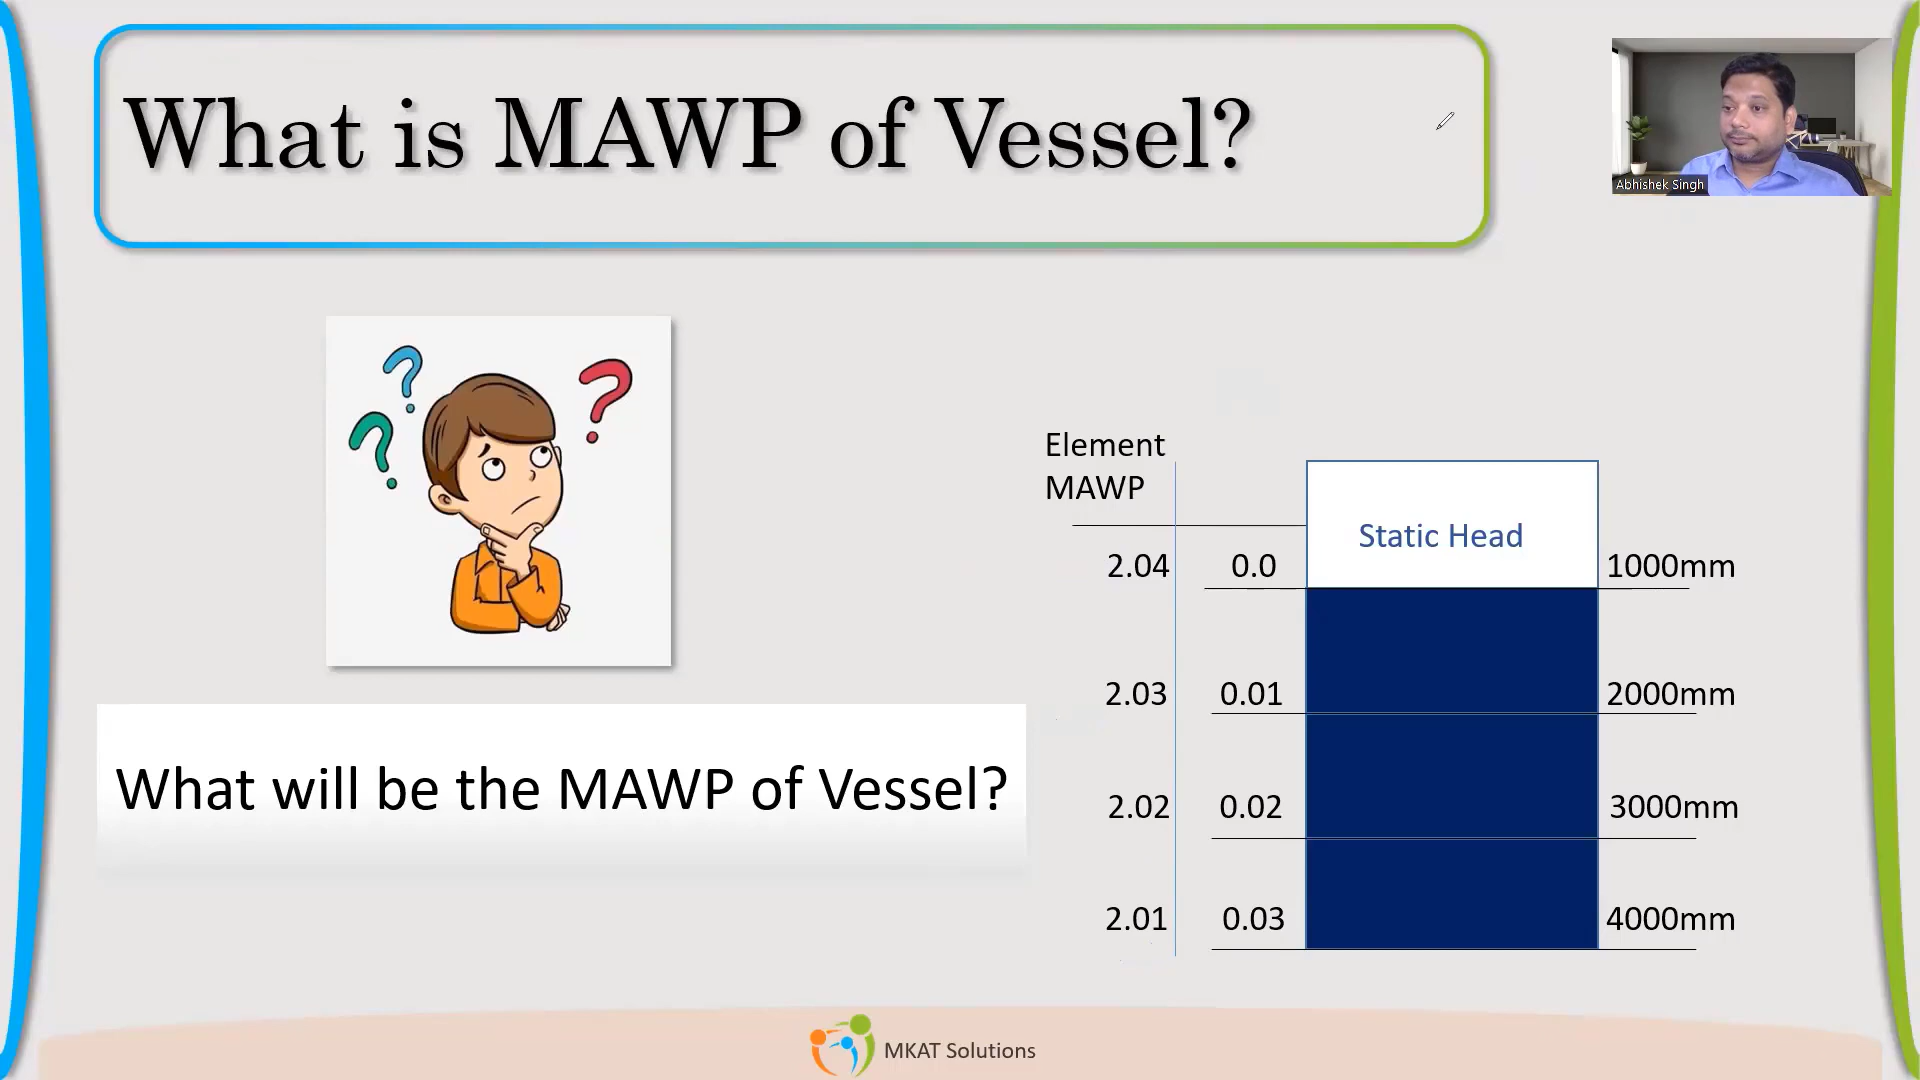 What is MAWP of Vessel?
Abhishek Singh
Element
MAWP
Static Head
2.04 0.0 1000mm
2.03 0.01 2000mm
What will be the MAWP of Vessel?
2.02 0.02 3000mm
2.01 0.03 4000mm
MKAT Solutions